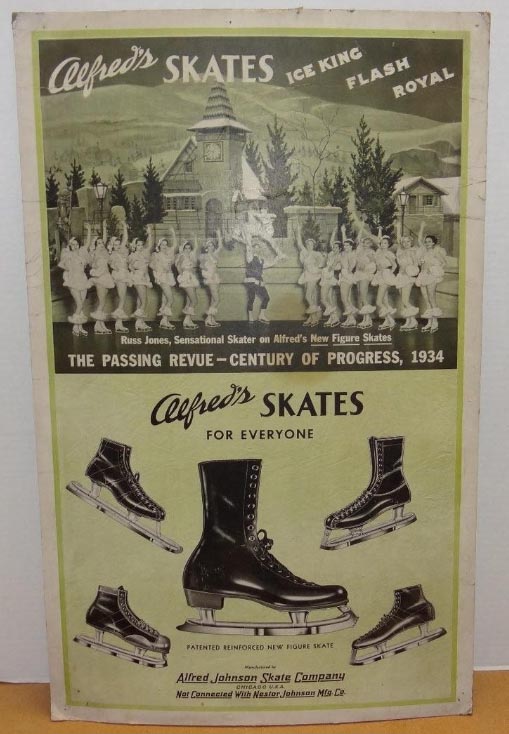 Alfred's SKATES ICE KING FLASH ROYAL
Russ Jones, Sensational Skater on Alfred's New Figure Skates
THE PASSING REVUE — CENTURY OF PROGRESS, 1934
Alfred's SKATES
FOR EVERYONE
PATENTED REINFORCED NEW FIGURE SKATE
Manufactured by
Alfred Johnson Skate Company
CHICAGO U.S.A.
Not Connected With Nestor Johnson Mfg. Co.